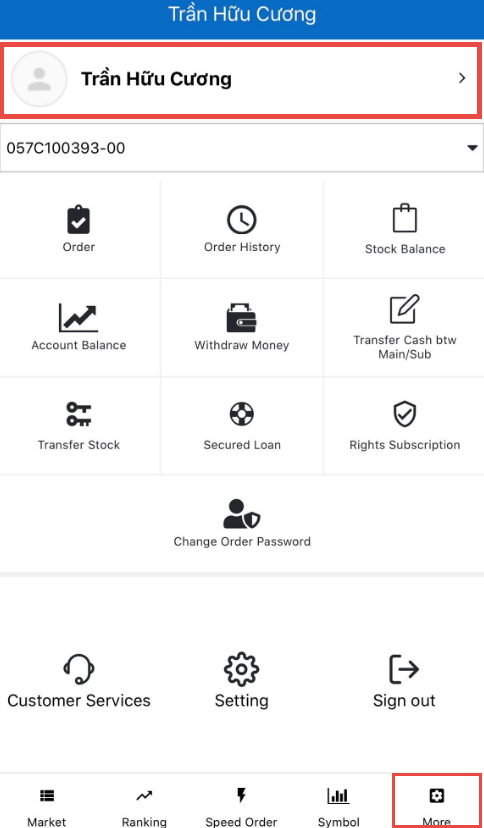 Trần Hữu Cương
Trần Hữu Cương
057C100393-00
Order
Order History
Stock Balance
Account Balance
Withdraw Money
Transfer Cash btw
Main/Sub
Transfer Stock
Secured Loan
Rights Subscription
Change Order Password
Customer Services
Setting
Sign out
Market
Ranking
Speed Order
Symbol
More